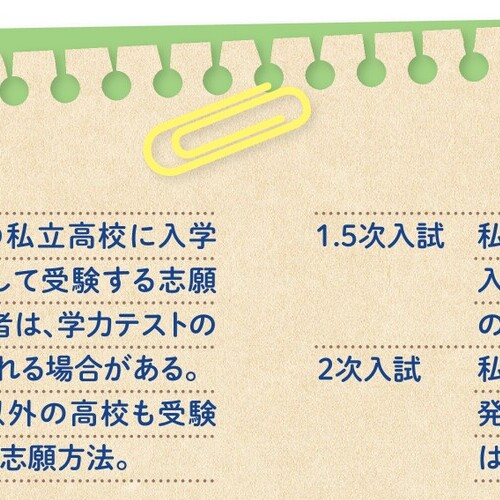 の私立高校に入学
して受験する志願
者は、学力テストの
れる場合がある。
以外の高校も受験
志願方法。
1.5次入試
2次入試
私
入
の
私
発
は